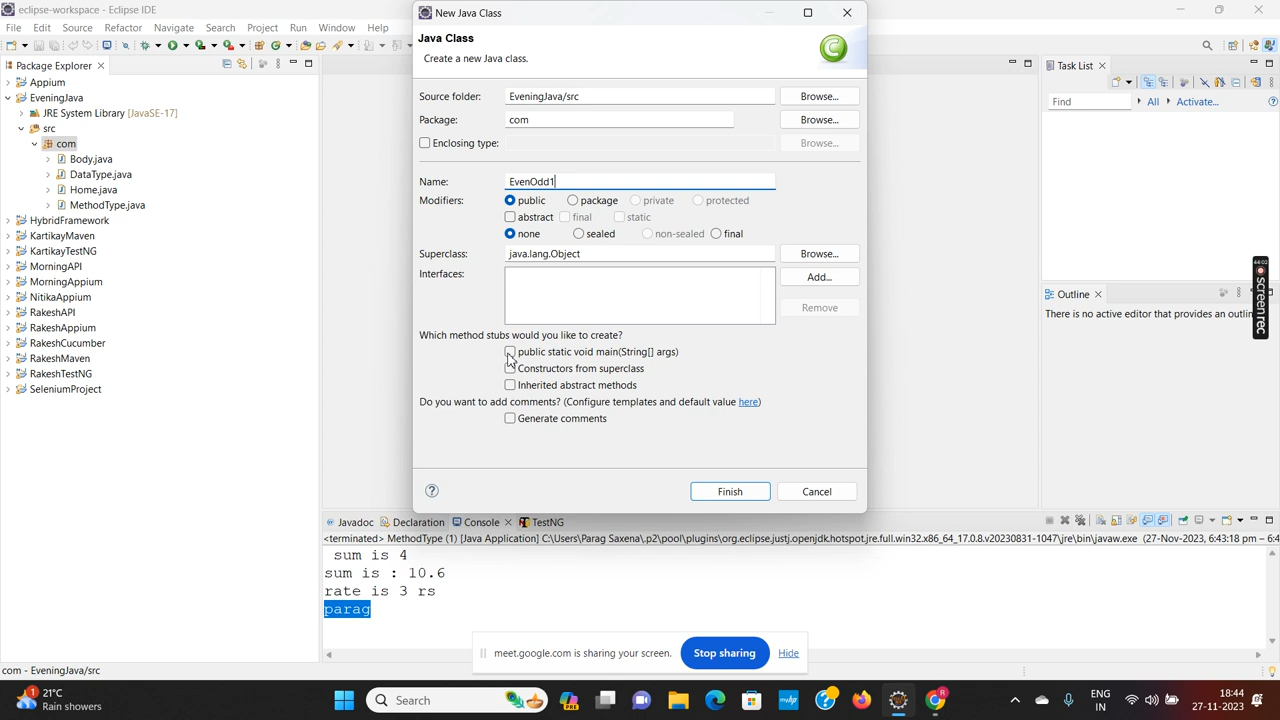 eclipse-workspace - Eclipse IDE
File Edit Source Refactor Navigate Search Project Run Window Help
Package Explorer
Appium
EveningJava
JRE System Library [JavaSE-17]
src
com
Body.java
DataType.java
Home.java
MethodType.java
HybridFramework
KartikayMaven
KartikayTestNG
MorningAPI
MorningAppium
NitikaAppium
RakeshAPI
RakeshAppium
RakeshCucumber
RakeshMaven
RakeshTestNG
SeleniumProject
New Java Class
Java Class
Create a new Java class.
Source folder: EveningJava/src Browse...
Package: com Browse...
Enclosing type: Browse...
Name: EvenOdd1
Modifiers: public package private protected
abstract final static
none sealed non-sealed final
Superclass: java.lang.Object Browse...
Interfaces: Add...
Remove
Which method stubs would you like to create?
public static void main(String[] args)
Constructors from superclass
Inherited abstract methods
Do you want to add comments? (Configure templates and default value here)
Generate comments
Finish Cancel
Task List
Find All Activate...
Outline
There is no active editor that provides an outlin
44:02
screenrec
Javadoc Declaration Console TestNG
<terminated> MethodType (1) [Java Application] C:\Users\Parag Saxena\.p2\pool\plugins\org.eclipse.justj.openjdk.hotspot.jre.full.win32.x86_64_17.0.8.v20230831-1047\jre\bin\javaw.exe (27-Nov-2023, 6:43:18 pm – 6:4
sum is 4
sum is : 10.6
rate is 3 rs
parag
meet.google.com is sharing your screen. Stop sharing Hide
com - EveningJava/src
21°C
Rain showers
Search
ENG
IN
18:44
27-11-2023